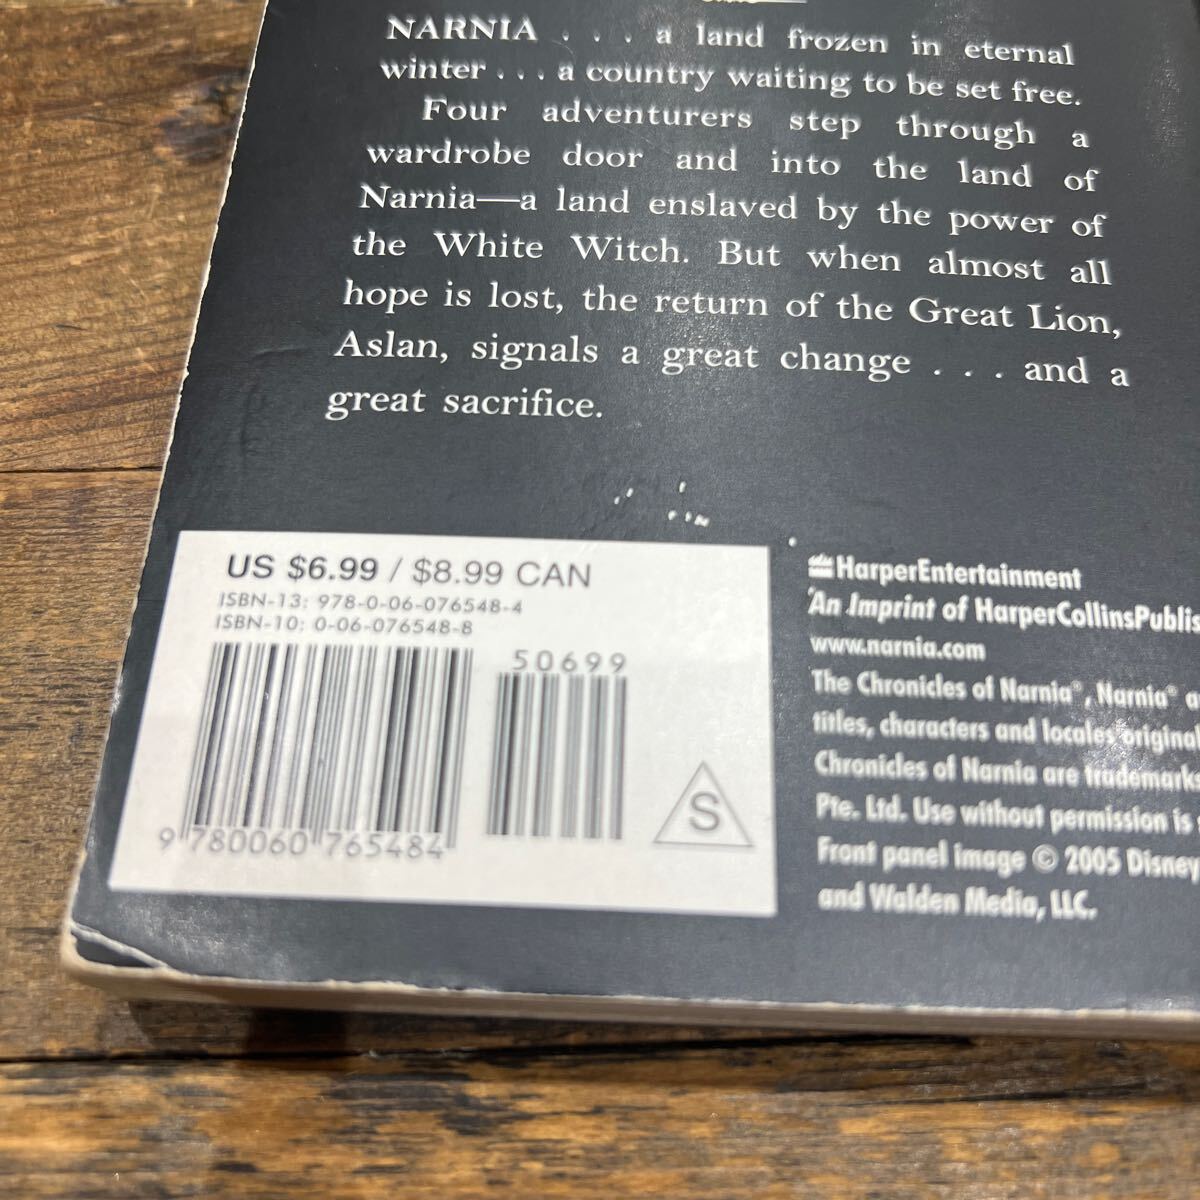 NARNIA . . . a land frozen in eternal
winter . . . a country waiting to be set free.
Four adventurers step through a
wardrobe door and into the land of
Narnia—a land enslaved by the power of
the White Witch. But when almost all
hope is lost, the return of the Great Lion,
Aslan, signals a great change . . . and a
great sacrifice.
US $6.99 / $8.99 CAN
ISBN-13: 978-0-06-076548-4
ISBN-10: 0-06-076548-8
50699
9 780060 765484
S
HarperEntertainment
An Imprint of HarperCollinsPublis
www.narnia.com
The Chronicles of Narnia®, Narnia® a
titles, characters and locales original
Chronicles of Narnia are trademarks
Pte. Ltd. Use without permission is
Front panel image © 2005 Disney
and Walden Media, LLC.